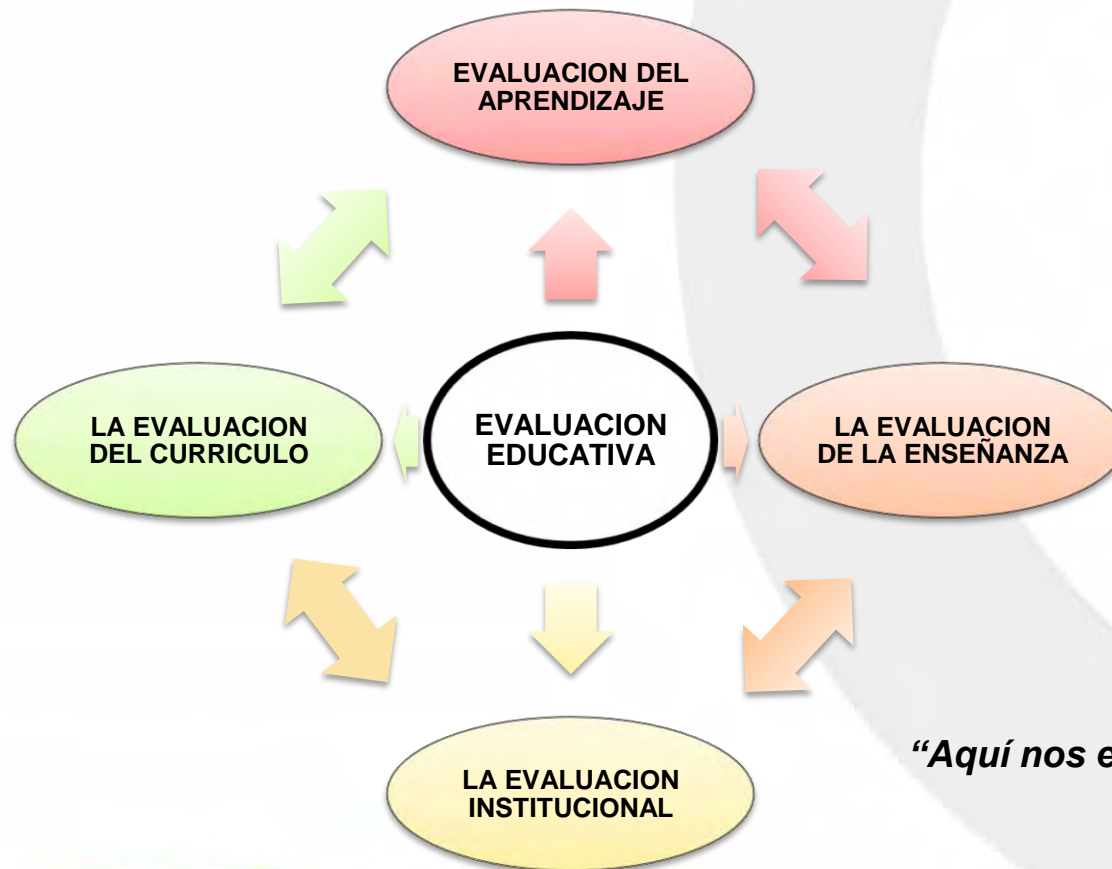 EVALUACION DEL
APRENDIZAJE
LA EVALUACION
DEL CURRICULO
EVALUACION
EDUCATIVA
LA EVALUACION
DE LA ENSEÑANZA
LA EVALUACION
INSTITUCIONAL
“Aquí nos e